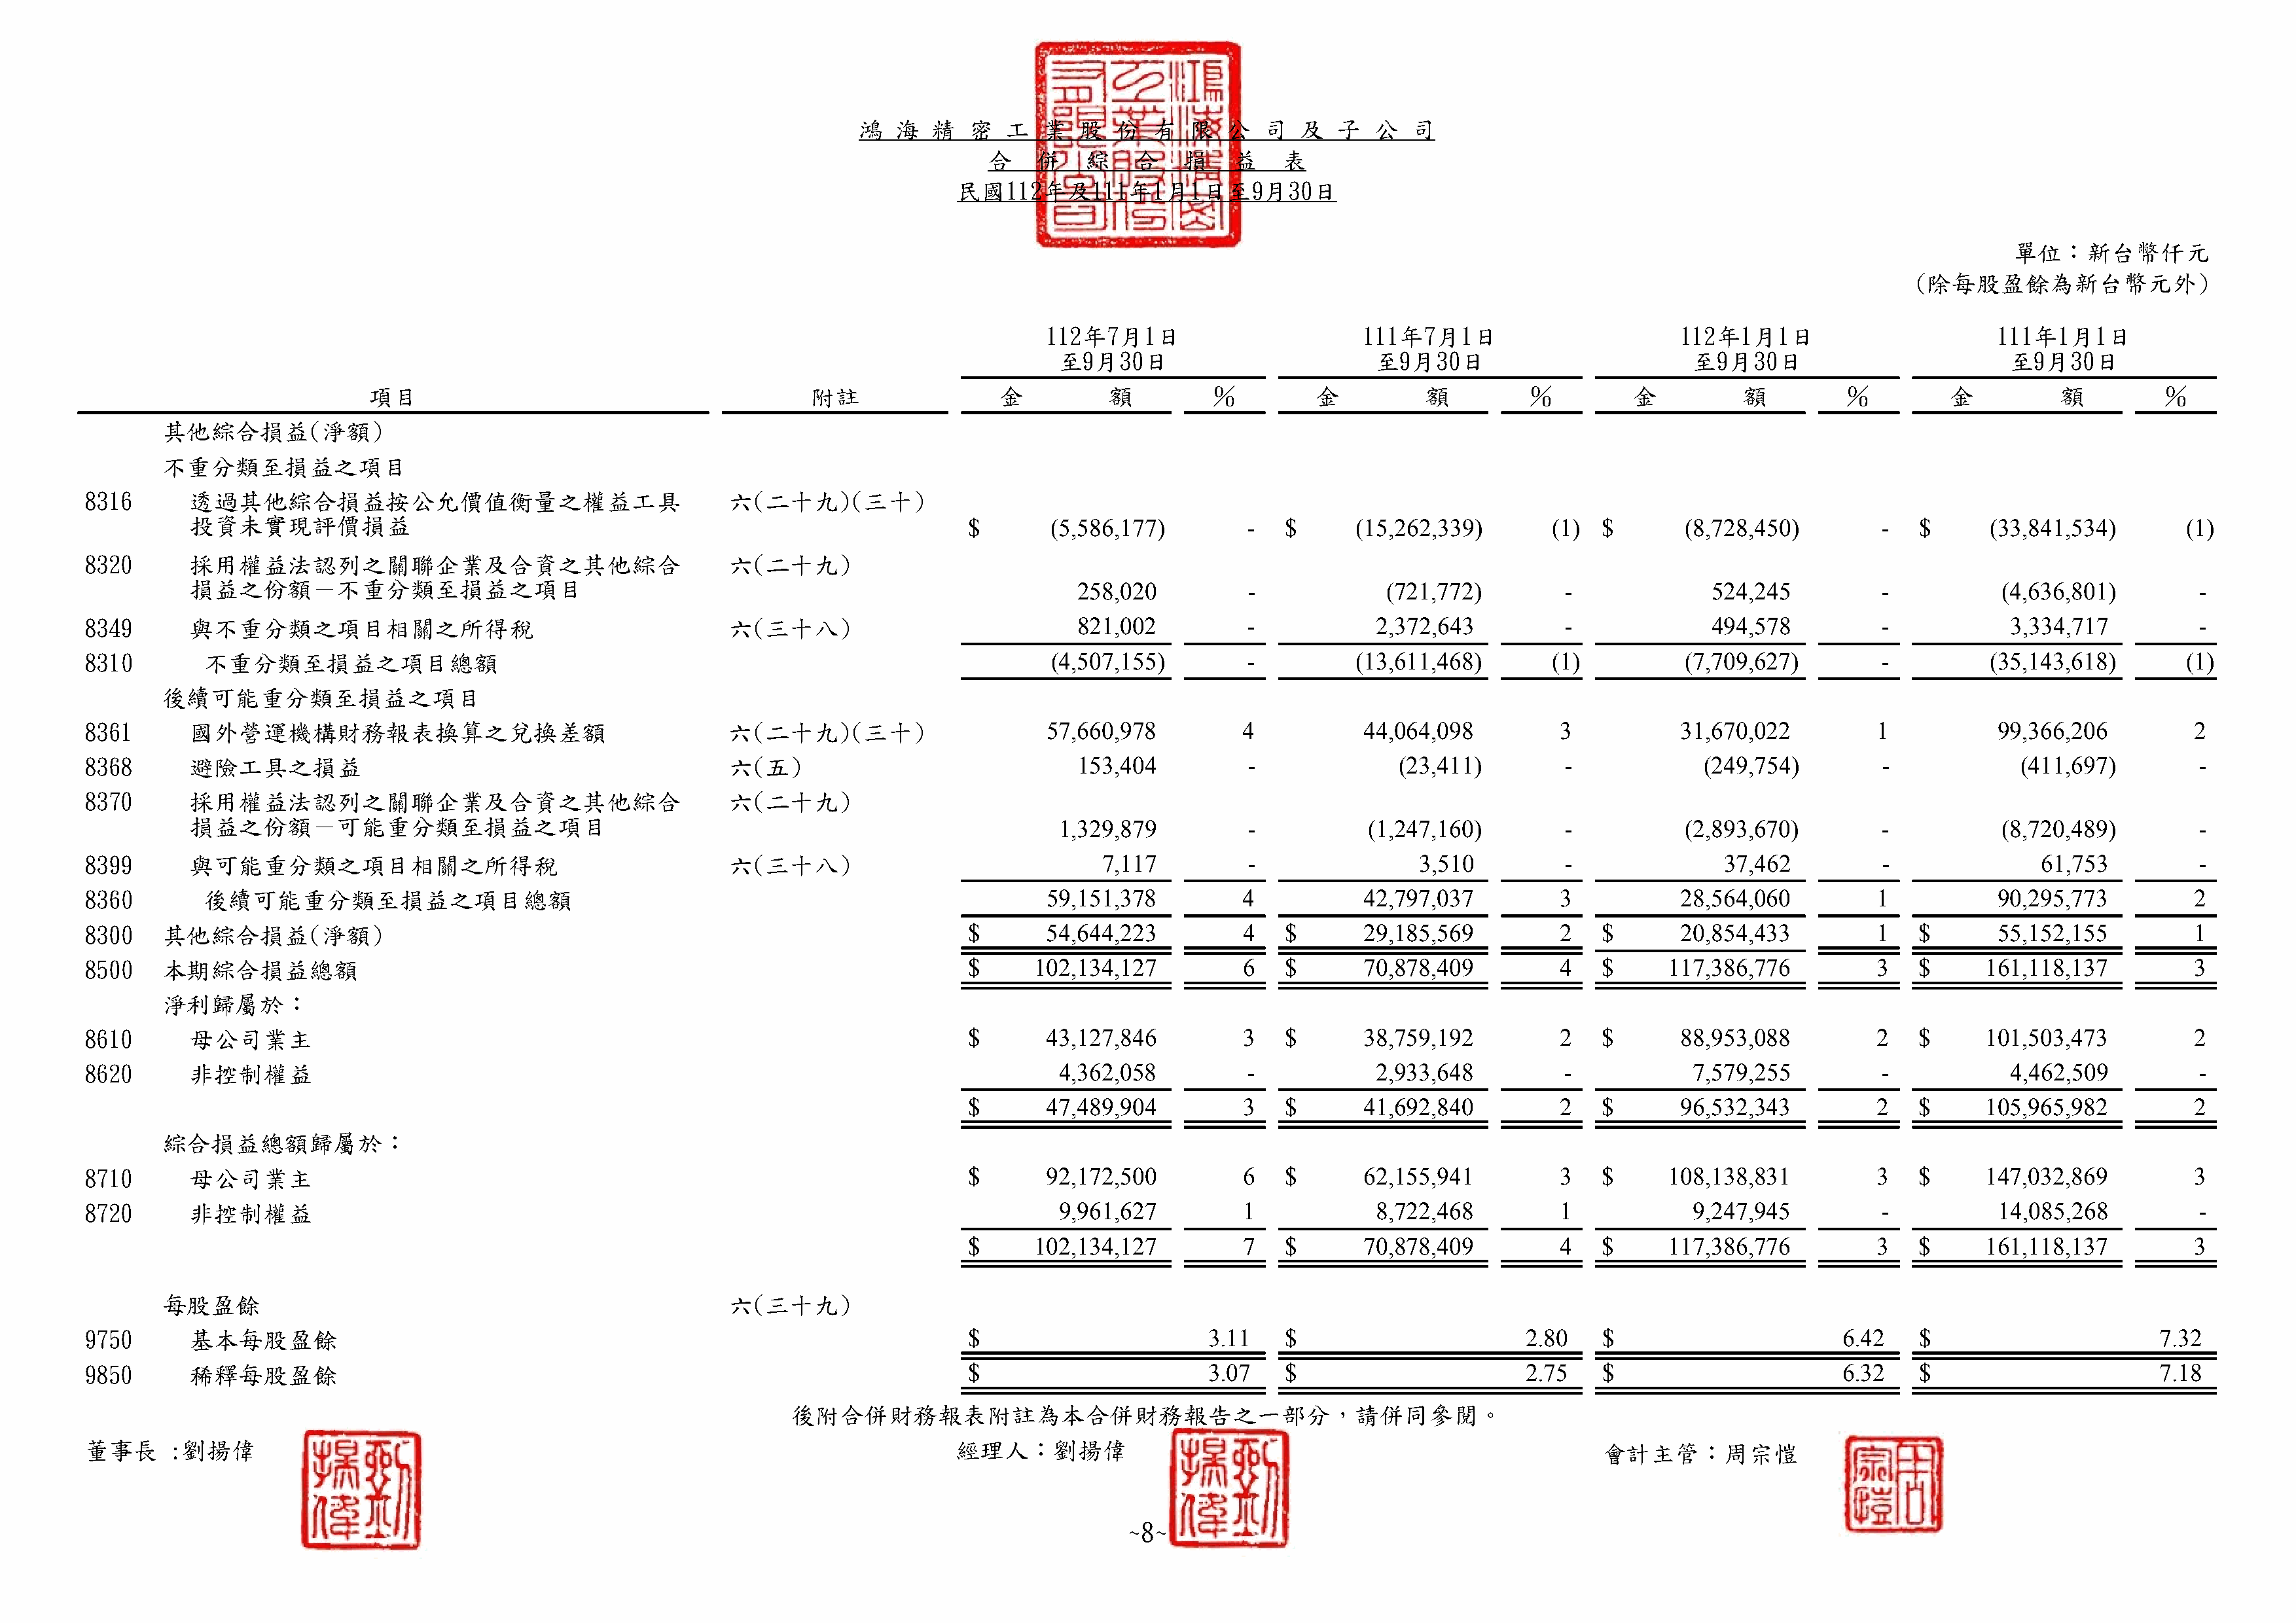 鴻海精密工業股份有限公司及子公司
合併綜合損益表
民國112年及111年1月1日至9月30日
單位：新台幣仟元
(除每股盈餘為新台幣元外)
112年7月1日 111年7月1日 112年1月1日 111年1月1日
至9月30日 至9月30日 至9月30日 至9月30日
項目 附註 金額 % 金額 % 金額 % 金額 %
其他綜合損益(淨額)
不重分類至損益之項目
8316 透過其他綜合損益按公允價值衡量之權益工具 六(二十九)(三十)
投資未實現評價損益 $ (5,586,177) - $ (15,262,339) (1) $ (8,728,450) - $ (33,841,534) (1)
8320 採用權益法認列之關聯企業及合資之其他綜合 六(二十九)
損益之份額－不重分類至損益之項目 258,020 - (721,772) - 524,245 - (4,636,801) -
8349 與不重分類之項目相關之所得稅 六(三十八) 821,002 - 2,372,643 - 494,578 - 3,334,717 -
8310 不重分類至損益之項目總額 (4,507,155) - (13,611,468) (1) (7,709,627) - (35,143,618) (1)
後續可能重分類至損益之項目
8361 國外營運機構財務報表換算之兌換差額 六(二十九)(三十) 57,660,978 4 44,064,098 3 31,670,022 1 99,366,206 2
8368 避險工具之損益 六(五) 153,404 - (23,411) - (249,754) - (411,697) -
8370 採用權益法認列之關聯企業及合資之其他綜合 六(二十九)
損益之份額－可能重分類至損益之項目 1,329,879 - (1,247,160) - (2,893,670) - (8,720,489) -
8399 與可能重分類之項目相關之所得稅 六(三十八) 7,117 - 3,510 - 37,462 - 61,753 -
8360 後續可能重分類至損益之項目總額 59,151,378 4 42,797,037 3 28,564,060 1 90,295,773 2
8300 其他綜合損益(淨額) $ 54,644,223 4 $ 29,185,569 2 $ 20,854,433 1 $ 55,152,155 1
8500 本期綜合損益總額 $ 102,134,127 6 $ 70,878,409 4 $ 117,386,776 3 $ 161,118,137 3
淨利歸屬於：
8610 母公司業主 $ 43,127,846 3 $ 38,759,192 2 $ 88,953,088 2 $ 101,503,473 2
8620 非控制權益 4,362,058 - 2,933,648 - 7,579,255 - 4,462,509 -
$ 47,489,904 3 $ 41,692,840 2 $ 96,532,343 2 $ 105,965,982 2
綜合損益總額歸屬於：
8710 母公司業主 $ 92,172,500 6 $ 62,155,941 3 $ 108,138,831 3 $ 147,032,869 3
8720 非控制權益 9,961,627 1 8,722,468 1 9,247,945 - 14,085,268 -
$ 102,134,127 7 $ 70,878,409 4 $ 117,386,776 3 $ 161,118,137 3
每股盈餘 六(三十九)
9750 基本每股盈餘 $ 3.11 $ 2.80 $ 6.42 $ 7.32
9850 稀釋每股盈餘 $ 3.07 $ 2.75 $ 6.32 $ 7.18
後附合併財務報表附註為本合併財務報告之一部分，請併同參閱。
董事長 :劉揚偉 經理人：劉揚偉 會計主管：周宗愷
~8~